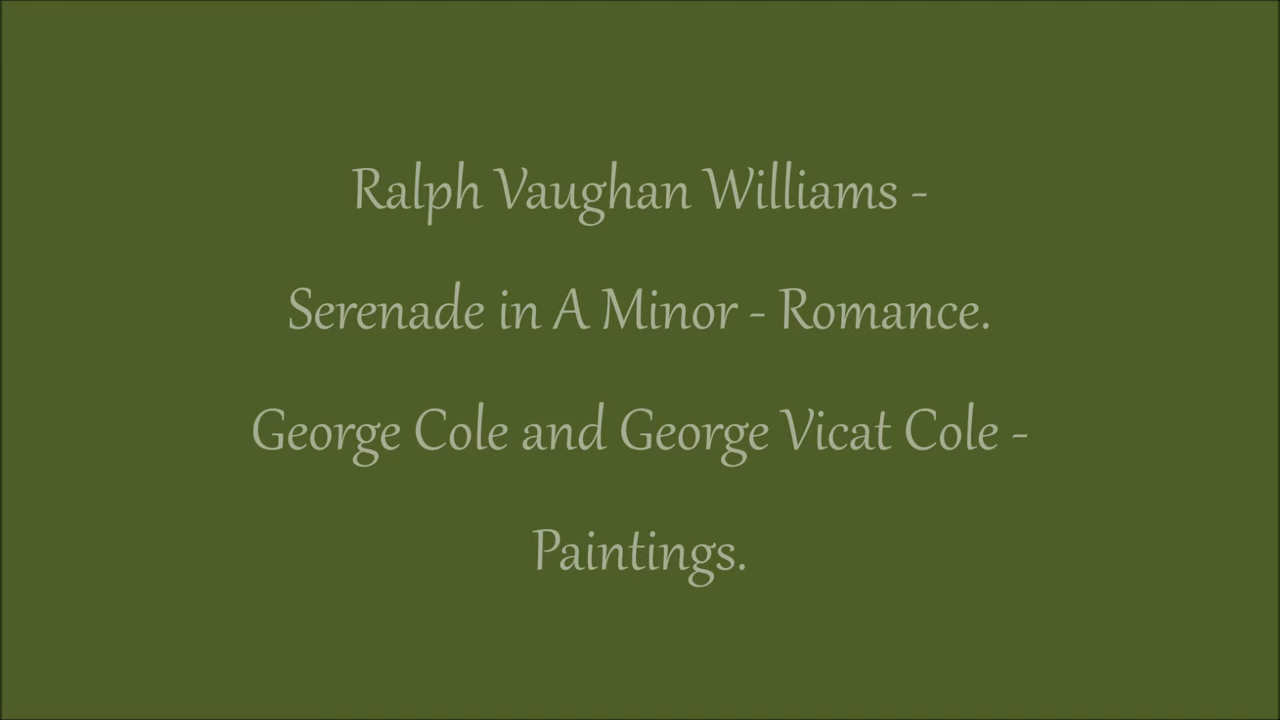 Ralph Vaughan Williams -
Serenade in A Minor - Romance.
George Cole and George Vicat Cole -
Paintings.